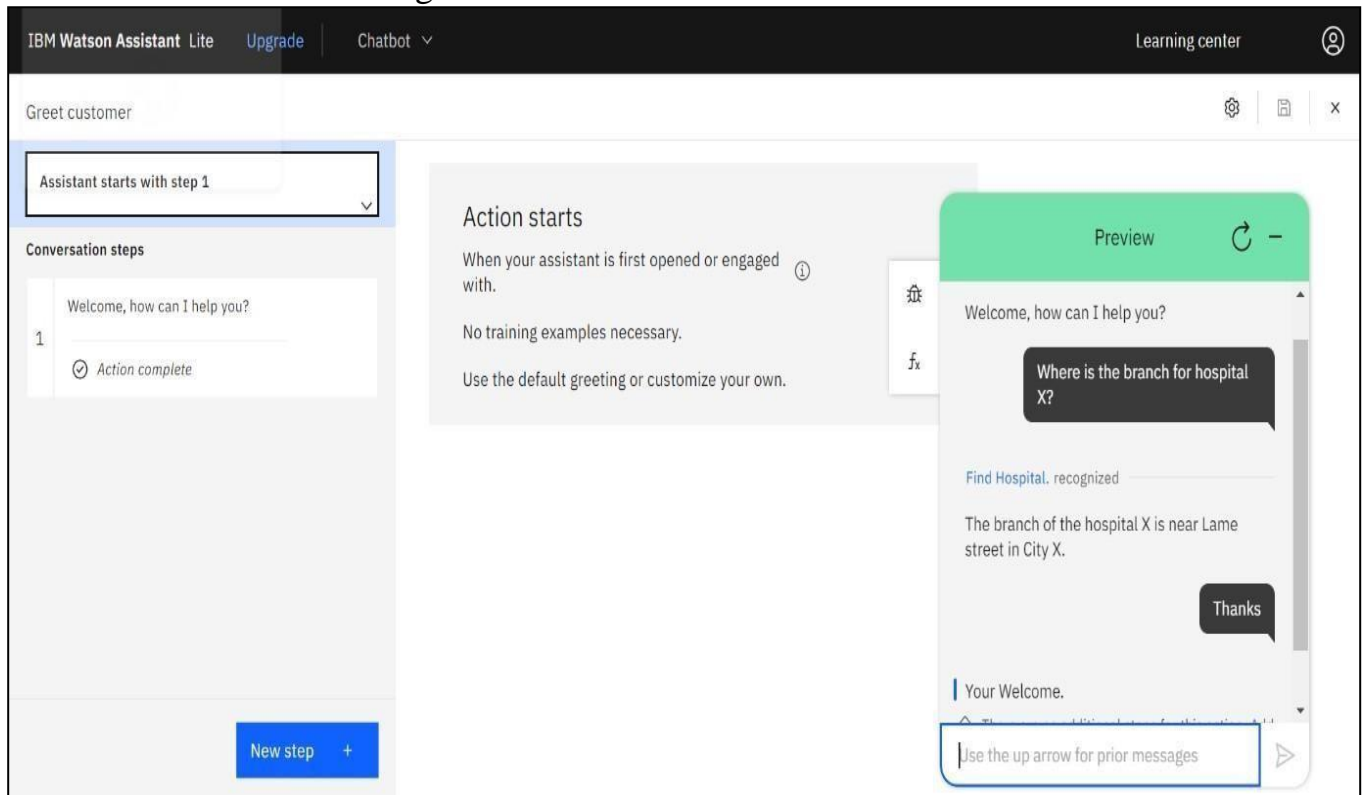 IBM Watson Assistant Lite Upgrade Chatbot Learning center
Greet customer
Assistant starts with step 1
Conversation steps
1
Welcome, how can I help you?
Action complete
New step +
Action starts
When your assistant is first opened or engaged
with.
No training examples necessary.
Use the default greeting or customize your own.
fx
Preview
Welcome, how can I help you?
Where is the branch for hospital
X?
Find Hospital. recognized
The branch of the hospital X is near Lame
street in City X.
Thanks
Your Welcome.
Use the up arrow for prior messages